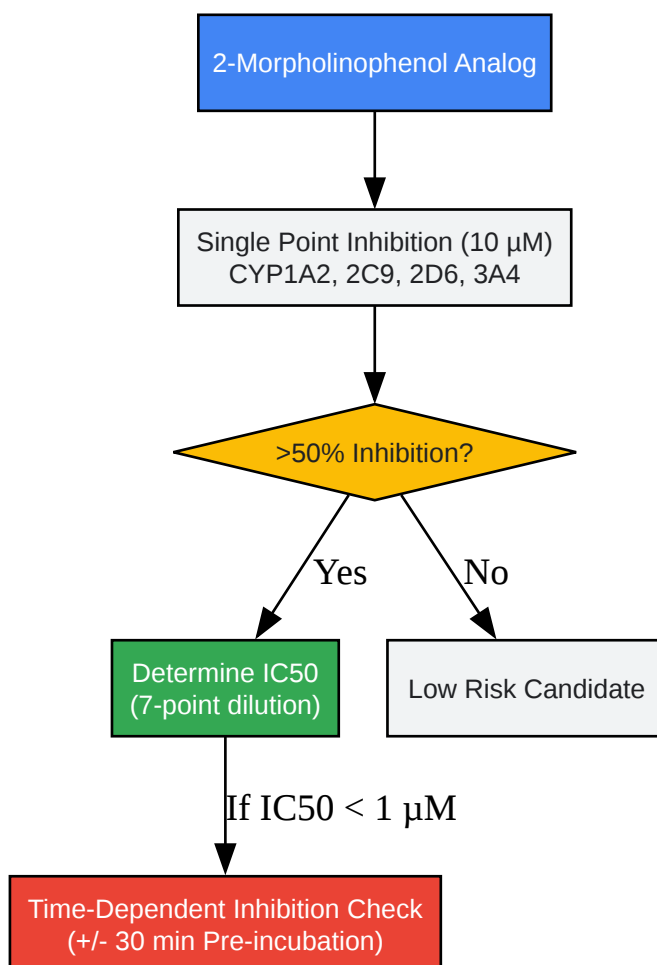 2-Morpholinophenol Analog
Single Point Inhibition (10 µM)
CYP1A2, 2C9, 2D6, 3A4
>50% Inhibition?
Yes
No
Determine IC50
(7-point dilution)
Low Risk Candidate
If IC50 < 1 µM
Time-Dependent Inhibition Check
(+/- 30 min Pre-incubation)